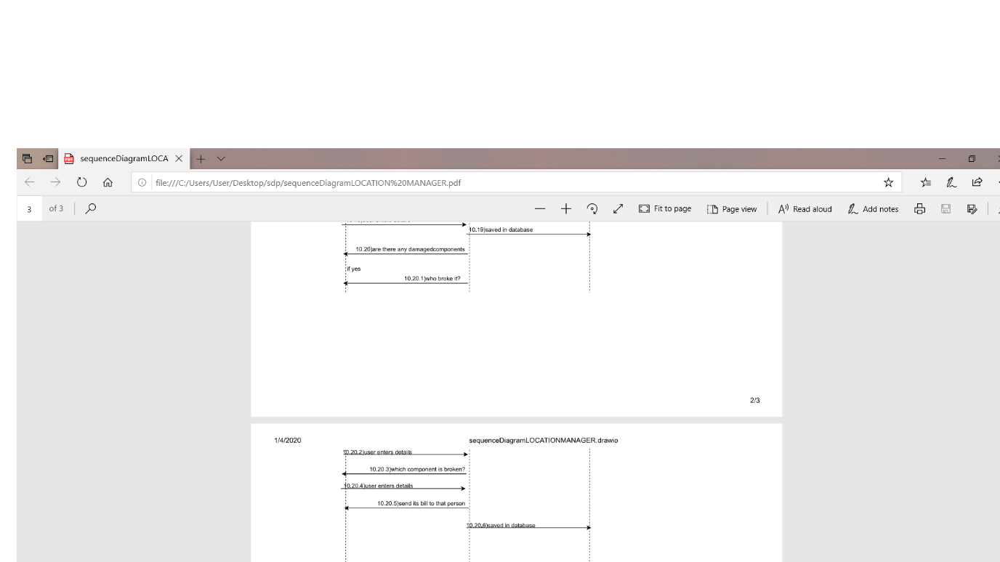 sequenceDiagramLOCA
file:///C:/Users/User/Desktop/sdp/sequenceDiagramLOCATION%20MANAGER.pdf
3 of 3
Fit to page
Page view
Read aloud
Add notes
10.19)saved in database
10.20)are there any damagedcomponents
if yes
10.20.1)who broke it?
2/3
1/4/2020
sequenceDiagramLOCATIONMANAGER.drawio
10.20.2)user enters details
10.20.3)which component is broken?
10.20.4)user enters details
10.20.5)send its bill to that person
10.20.6)saved in database